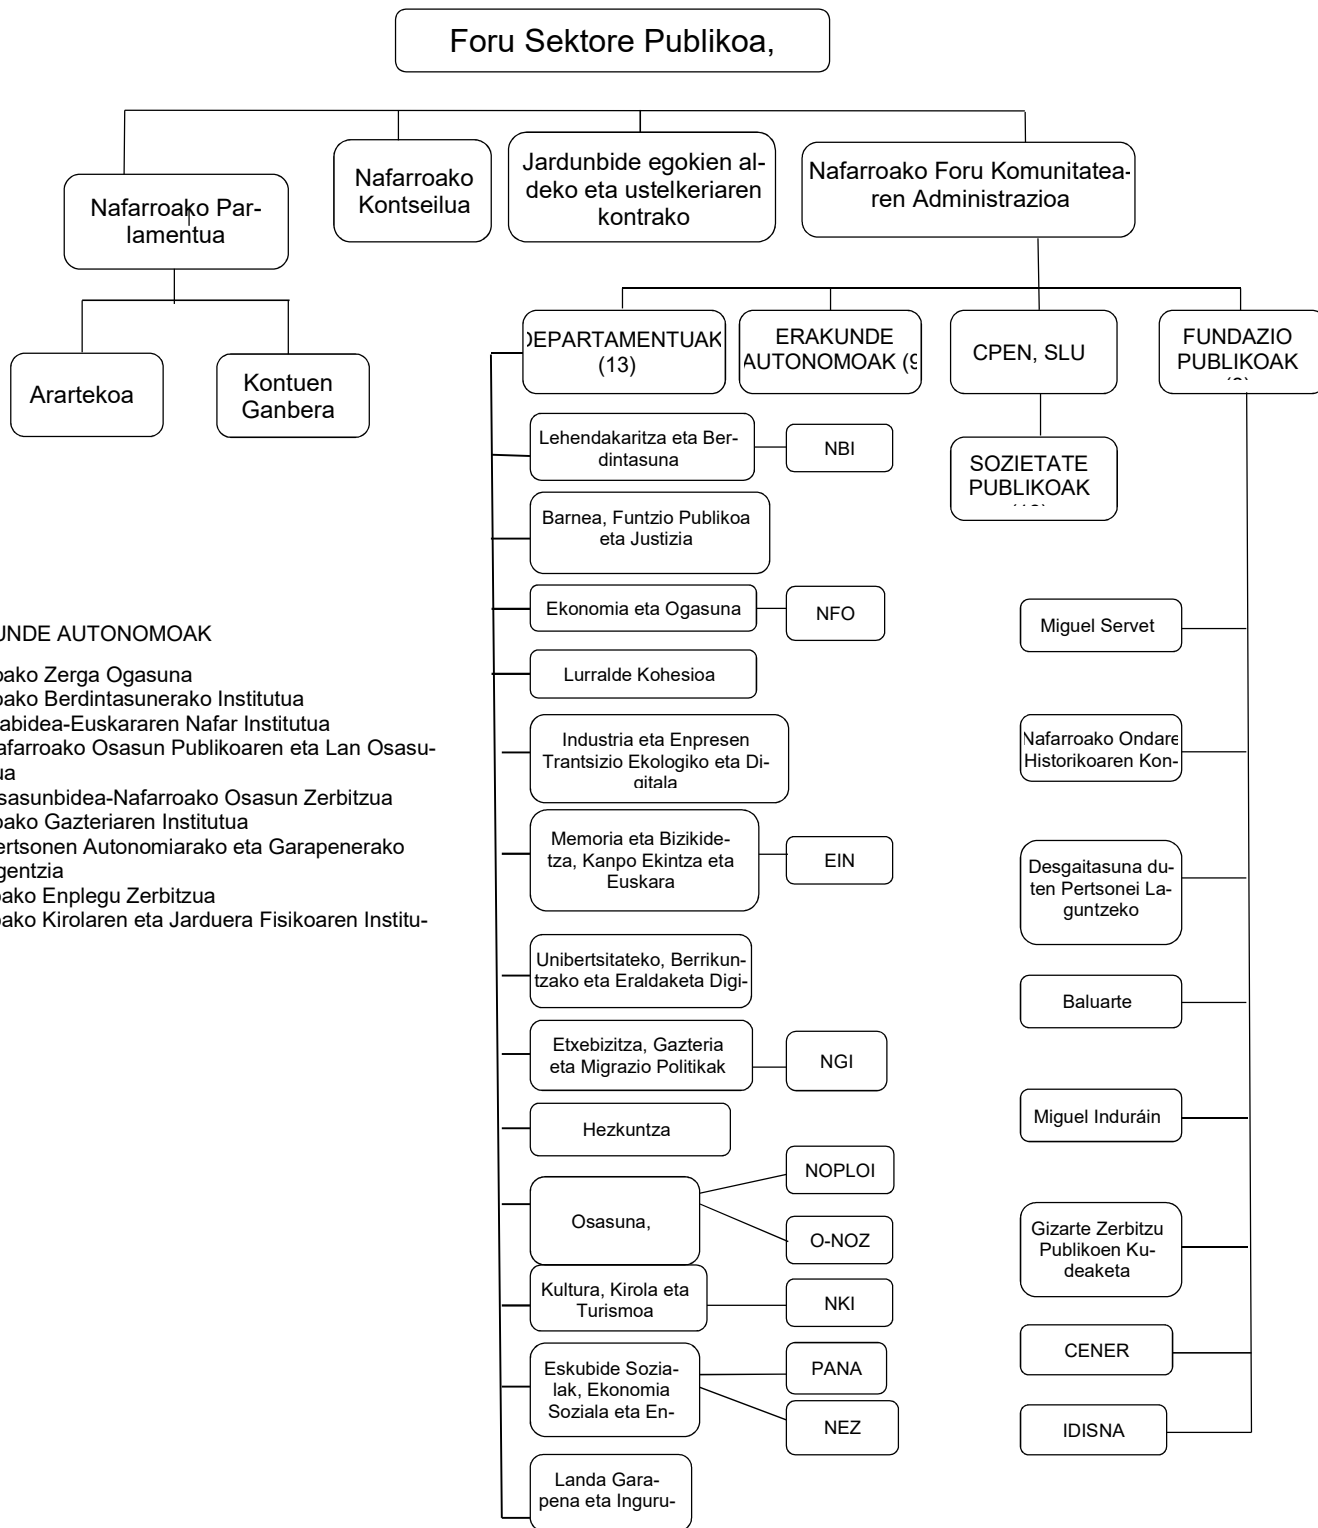 Foru Sektore Publikoa,
Nafarroako Par-
lamentua
Nafarroako
Kontseilua
Jardunbide egokien al-
deko eta ustelkeriaren
kontrako
Nafarroako Foru Komunitatea-
ren Administrazioa
Arartekoa
Kontuen
Ganbera
DEPARTAMENTUAK
(13)
ERAKUNDE
AUTONOMOAK (9
CPEN, SLU
FUNDAZIO
PUBLIKOAK
SOZIETATE
PUBLIKOAK
Lehendakaritza eta Ber-
dintasuna
NBI
Barnea, Funtzio Publikoa
eta Justizia
Ekonomia eta Ogasuna
NFO
Lurralde Kohesioa
Industria eta Enpresen
Trantsizio Ekologiko eta Di-
gitala
Memoria eta Bizikide-
tza, Kanpo Ekintza eta
Euskara
EIN
Unibertsitateko, Berrikun-
tzako eta Eraldaketa Digi-
Etxebizitza, Gazteria
eta Migrazio Politikak
NGI
Hezkuntza
Osasuna,
NOPLOI
O-NOZ
Kultura, Kirola eta
Turismoa
NKI
Eskubide Sozia-
lak, Ekonomia
Soziala eta En-
PANA
NEZ
Landa Gara-
pena eta Inguru-
Miguel Servet
Nafarroako Ondare
Historikoaren Kon-
Desgaitasuna du-
ten Pertsonei La-
guntzeko
Baluarte
Miguel Induráin
Gizarte Zerbitzu
Publikoen Ku-
deaketa
CENER
IDISNA
UNDE AUTONOMOAK
oako Zerga Ogasuna
oako Berdintasunerako Institutua
abidea-Euskararen Nafar Institutua
afarroako Osasun Publikoaren eta Lan Osasu-
ua
sasunbidea-Nafarroako Osasun Zerbitzua
oako Gazteriaren Institutua
ertsonen Autonomiarako eta Garapenerako
gentzia
oako Enplegu Zerbitzua
oako Kirolaren eta Jarduera Fisikoaren Institu-